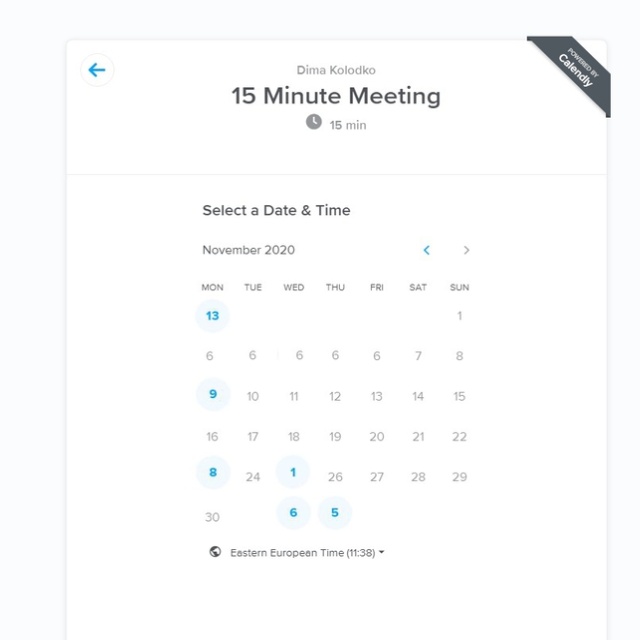 POWERED BY
Calendly
Dima Kolodko
15 Minute Meeting
15 min
Select a Date & Time
November 2020
MON TUE WED THU FRI SAT SUN
13 1
6 6 6 6 6 7 8
9 10 11 12 13 14 15
16 17 18 19 20 21 22
8 24 1 26 27 28 29
30 6 5
Eastern European Time (11:38)